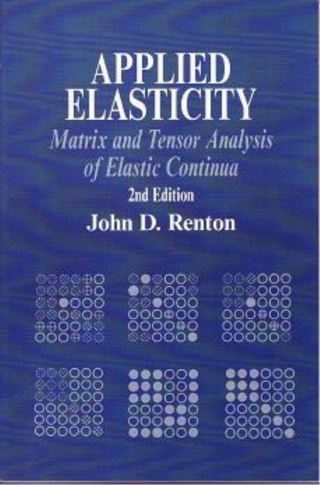 APPLIED
ELASTICITY
Matrix and Tensor Analysis
of Elastic Continua
2nd Edition
John D. Renton